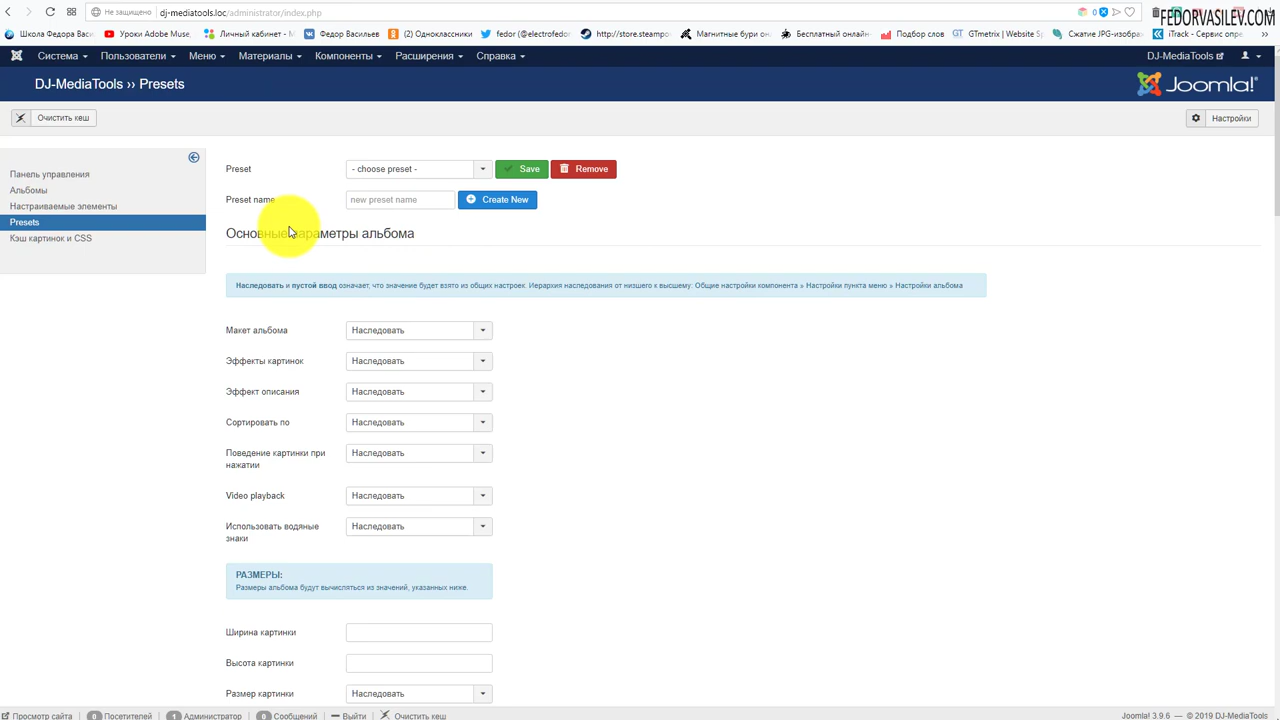 Не защищено dj-mediatools.loc/administrator/index.php 0
FEDORVASILEV.COM
Школа Федора Васи Уроки Adobe Muse, Личный кабинет - М Федор Васильев (2) Одноклассники fedor (@electrofedor http://store.steampo Магнитные бури он Бесплатный онлайн Подбор слов GTmetrix | Website S Сжатие JPG-изображ iTrack - Сервис опре
Система Пользователи Меню Материалы Компоненты Расширения Справка DJ-MediaTools
DJ-MediaTools ›› Presets Joomla!®
Очистить кеш Настройки
Панель управления
Альбомы
Настраиваемые элементы
Presets
Кэш картинок и CSS
Preset - choose preset - Save Remove
Preset name new preset name Create New
Основные параметры альбома
Наследовать и пустой ввод означает, что значение будет взято из общих настроек. Иерархия наследования от низшего к высшему: Общие настройки компонента » Настройки пункта меню » Настройки альбома
Макет альбома Наследовать
Эффекты картинок Наследовать
Эффект описания Наследовать
Сортировать по Наследовать
Поведение картинки при нажатии Наследовать
Video playback Наследовать
Использовать водяные знаки Наследовать
РАЗМЕРЫ:
Размеры альбома будут вычисляться из значений, указанных ниже.
Ширина картинки
Высота картинки
Размер картинки Наследовать
Просмотр сайта 0 Посетителей 1 Администратор 0 Сообщений Выйти Очистить кеш Joomla! 3.9.6 — © 2019 DJ-MediaTools